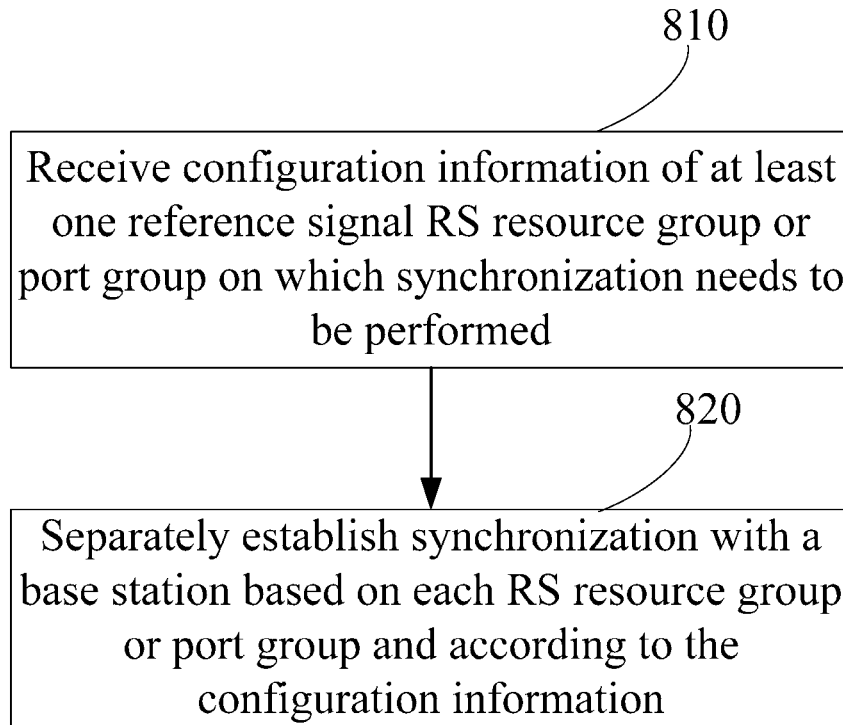 810
Receive configuration information of at least
one reference signal RS resource group or
port group on which synchronization needs to
be performed
820
Separately establish synchronization with a
base station based on each RS resource group
or port group and according to the
configuration information